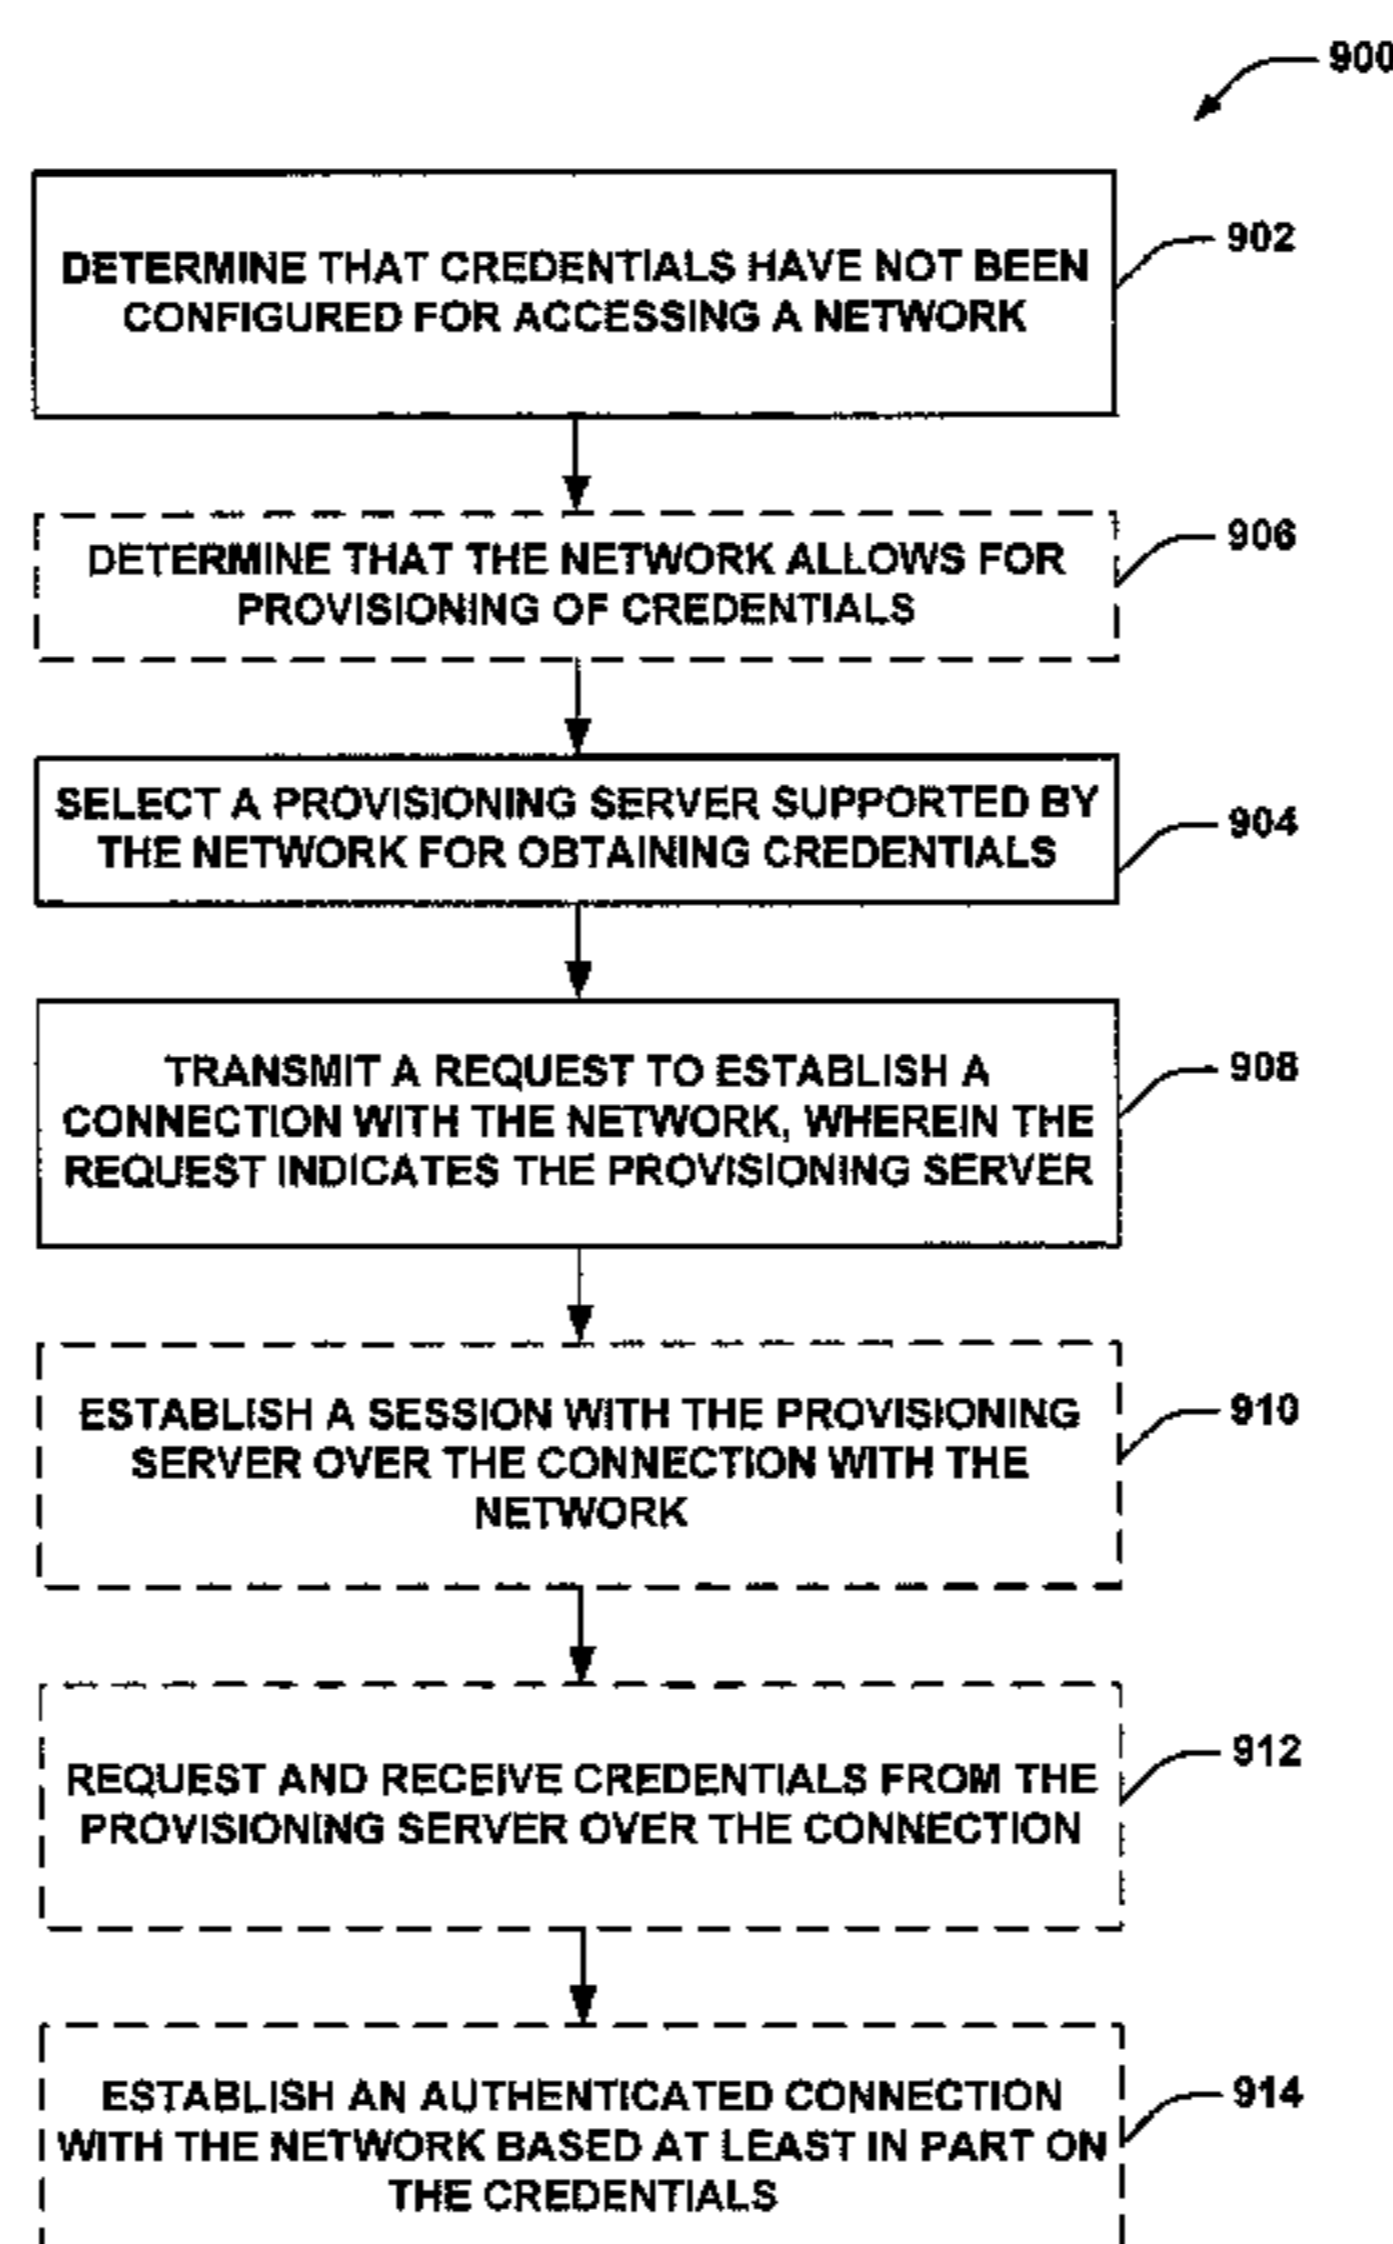 900
DETERMINE THAT CREDENTIALS HAVE NOT BEEN
CONFIGURED FOR ACCESSING A NETWORK
902
DETERMINE THAT THE NETWORK ALLOWS FOR
PROVISIONING OF CREDENTIALS
906
SELECT A PROVISIONING SERVER SUPPORTED BY
THE NETWORK FOR OBTAINING CREDENTIALS
904
TRANSMIT A REQUEST TO ESTABLISH A
CONNECTION WITH THE NETWORK, WHEREIN THE
REQUEST INDICATES THE PROVISIONING SERVER
908
ESTABLISH A SESSION WITH THE PROVISIONING
SERVER OVER THE CONNECTION WITH THE
NETWORK
910
REQUEST AND RECEIVE CREDENTIALS FROM THE
PROVISIONING SERVER OVER THE CONNECTION
912
ESTABLISH AN AUTHENTICATED CONNECTION
WITH THE NETWORK BASED AT LEAST IN PART ON
THE CREDENTIALS
914